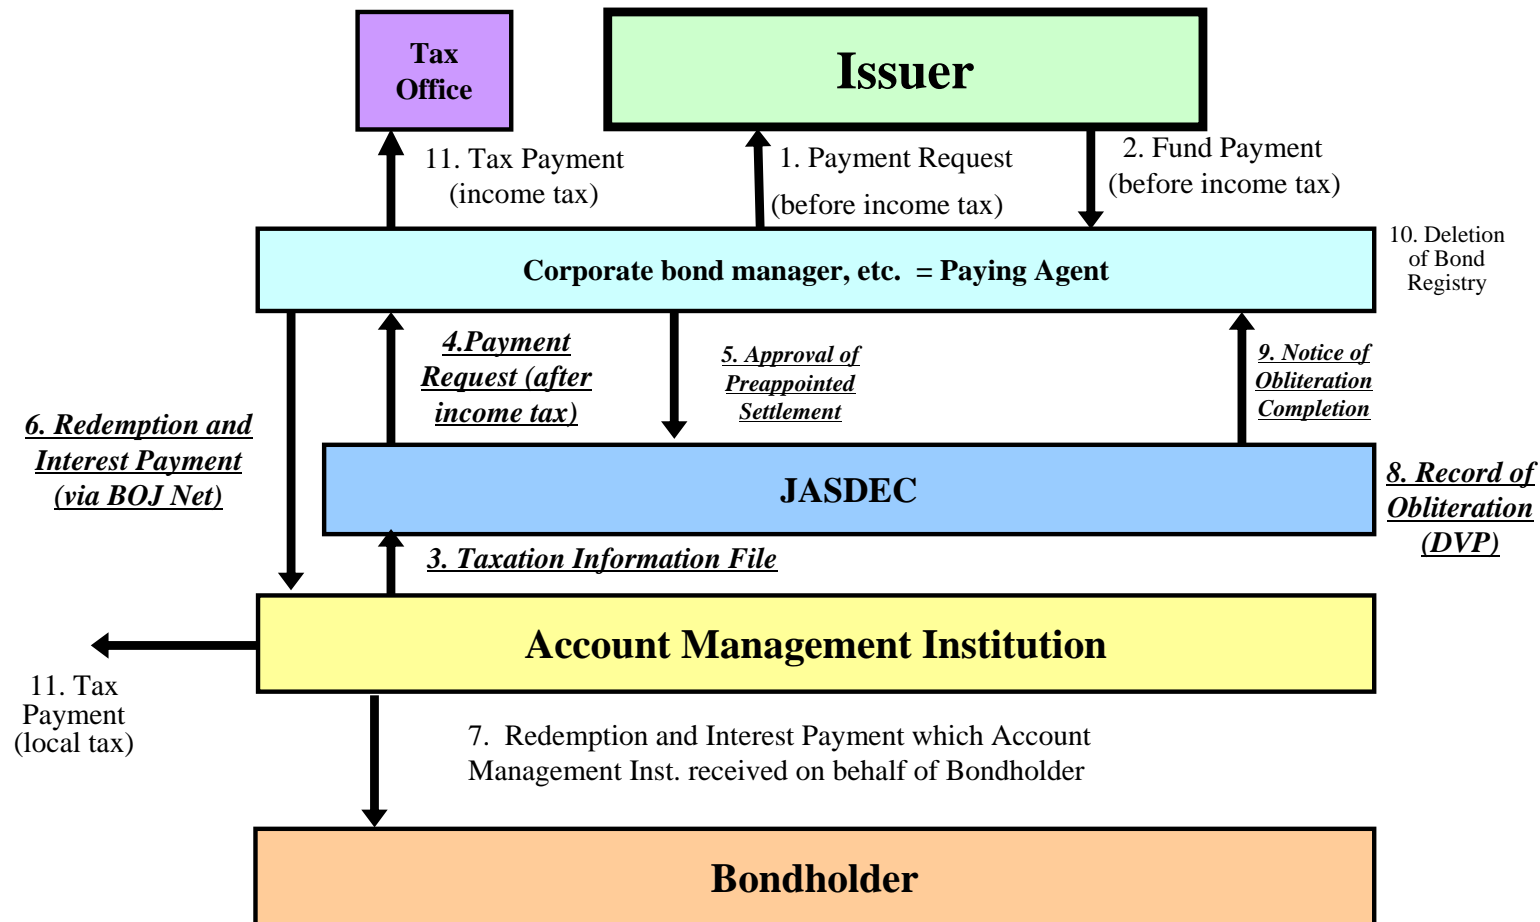 Tax
Office
Issuer
11. Tax Payment
(income tax)
1. Payment Request
(before income tax)
2. Fund Payment
(before income tax)
Corporate bond manager, etc.  = Paying Agent
10. Deletion
of Bond
Registry
4.Payment
Request (after
income tax)
5. Approval of
Preappointed
Settlement
9. Notice of
Obliteration
Completion
6. Redemption and
Interest Payment
(via BOJ Net)
JASDEC
8. Record of
Obliteration
(DVP)
3. Taxation Information File
Account Management Institution
11. Tax
Payment
(local tax)
7.  Redemption and Interest Payment which Account
Management Inst. received on behalf of Bondholder
Bondholder